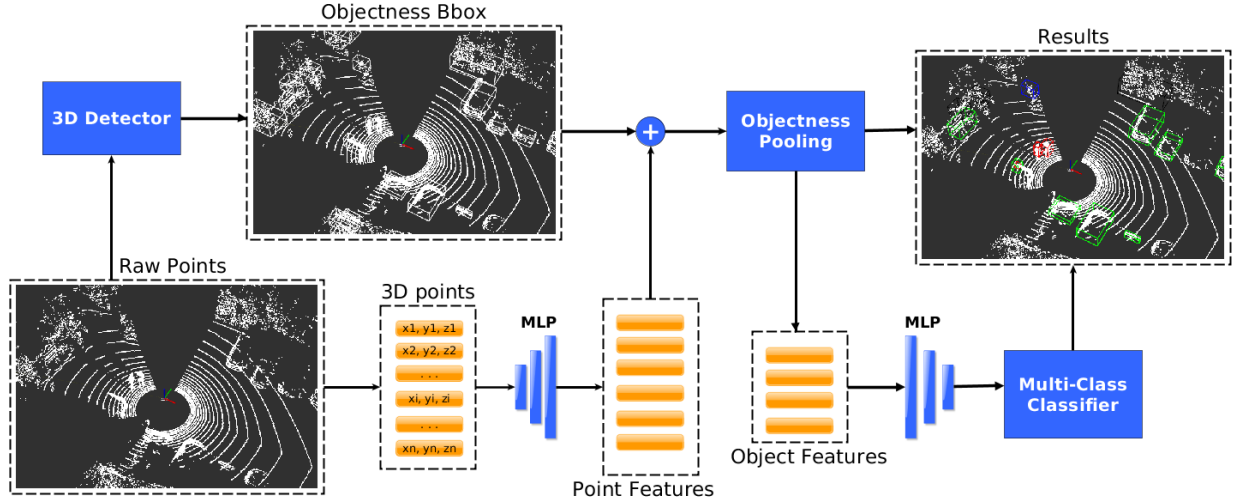 Objectness Bbox
3D Detector
+
Objectness
Pooling
Results
Raw Points
3D points
x1, y1, z1
x2, y2, z2
. . .
xi, yi, zi
. . .
xn, yn, zn
MLP
Point Features
Object Features
MLP
Multi-Class
Classifier